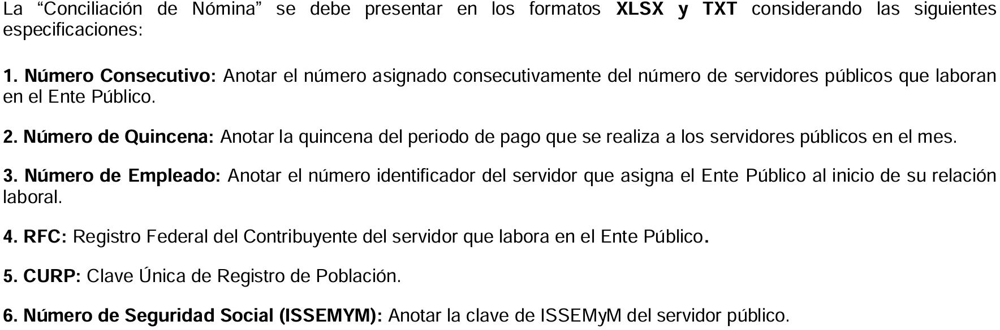 La “Conciliación de Nómina” se debe presentar en los formatos XLSX y TXT considerando las siguientes
especificaciones:
1. Número Consecutivo: Anotar el número asignado consecutivamente del número de servidores públicos que laboran
en el Ente Público.
2. Número de Quincena: Anotar la quincena del periodo de pago que se realiza a los servidores públicos en el mes.
3. Número de Empleado: Anotar el número identificador del servidor que asigna el Ente Público al inicio de su relación
laboral.
4. RFC: Registro Federal del Contribuyente del servidor que labora en el Ente Público.
5. CURP: Clave Única de Registro de Población.
6. Número de Seguridad Social (ISSEMYM): Anotar la clave de ISSEMyM del servidor público.